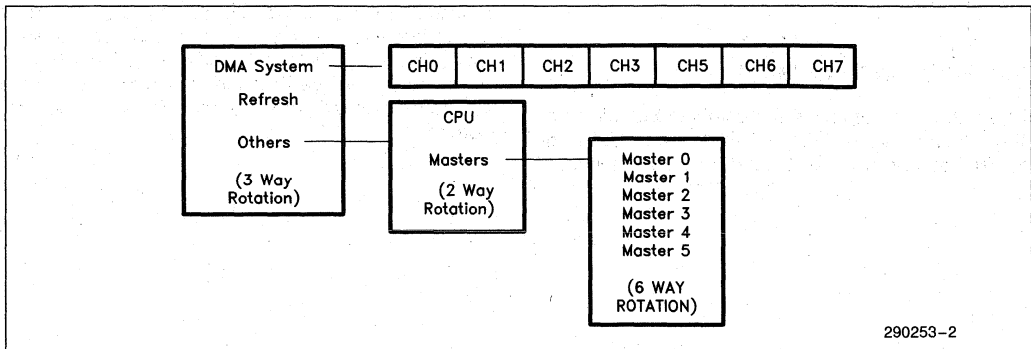 DMA System
CH0 CH1 CH2 CH3 CH5 CH6 CH7
Refresh
Others
(3 Way
Rotation)
CPU
Masters
(2 Way
Rotation)
Master 0
Master 1
Master 2
Master 3
Master 4
Master 5
(6 WAY
ROTATION)
290253-2